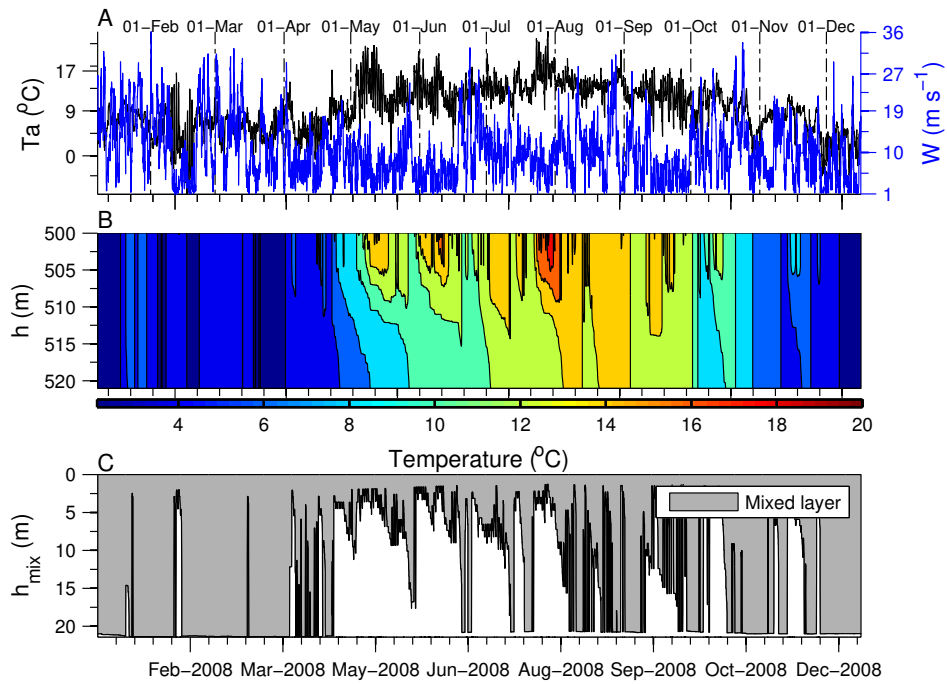 A
01−Feb 01−Mar 01−Apr 01−May 01−Jun 01−Jul 01−Aug 01−Sep 01−Oct 01−Nov 01−Dec
36
27
19
10
1
17
9
0
Ta (ºC)
W (m s⁻¹)
B
500
505
510
515
520
h (m)
4 6 8 10 12 14 16 18 20
Temperature (ºC)
C
0
5
10
15
20
h_mix (m)
Mixed layer
Feb−2008 Mar−2008 May−2008 Jun−2008 Aug−2008 Sep−2008 Oct−2008 Dec−2008